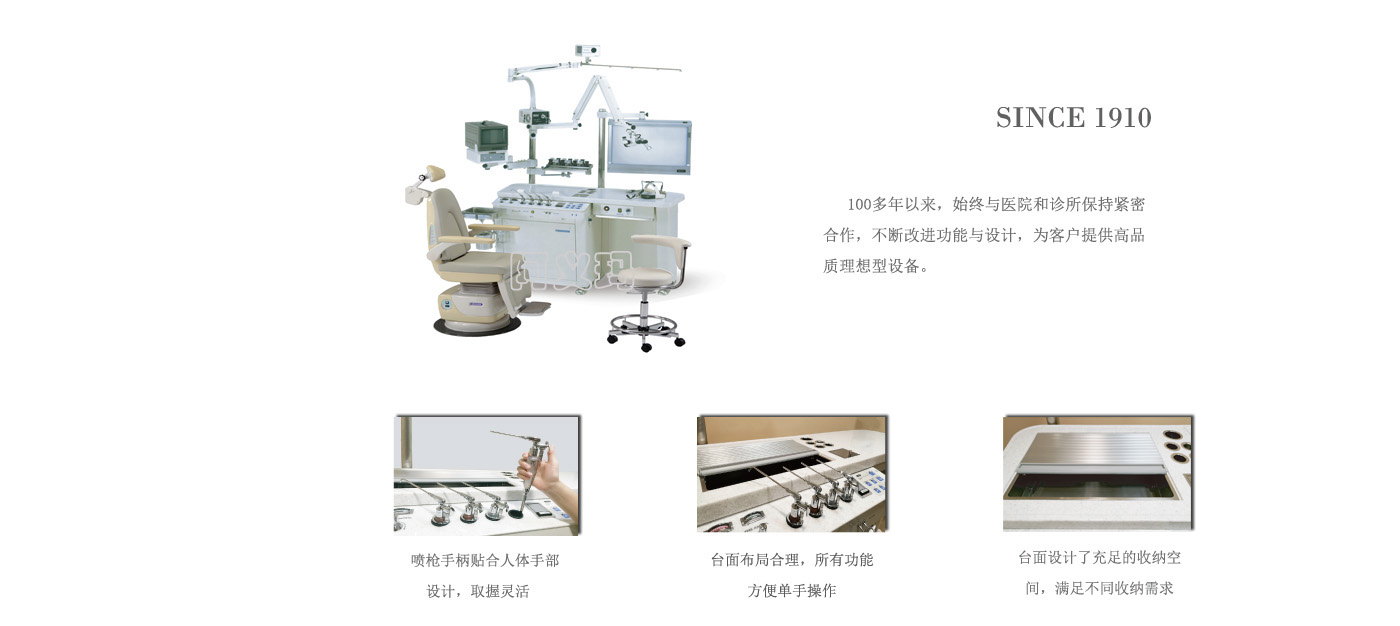 SINCE 1910
100多年以来，始终与医院和诊所保持紧密
合作，不断改进功能与设计，为客户提供高品
质理想型设备。
喷枪手柄贴合人体手部
设计，取握灵活
台面布局合理，所有功能
方便单手操作
台面设计了充足的收纳空
间，满足不同收纳需求